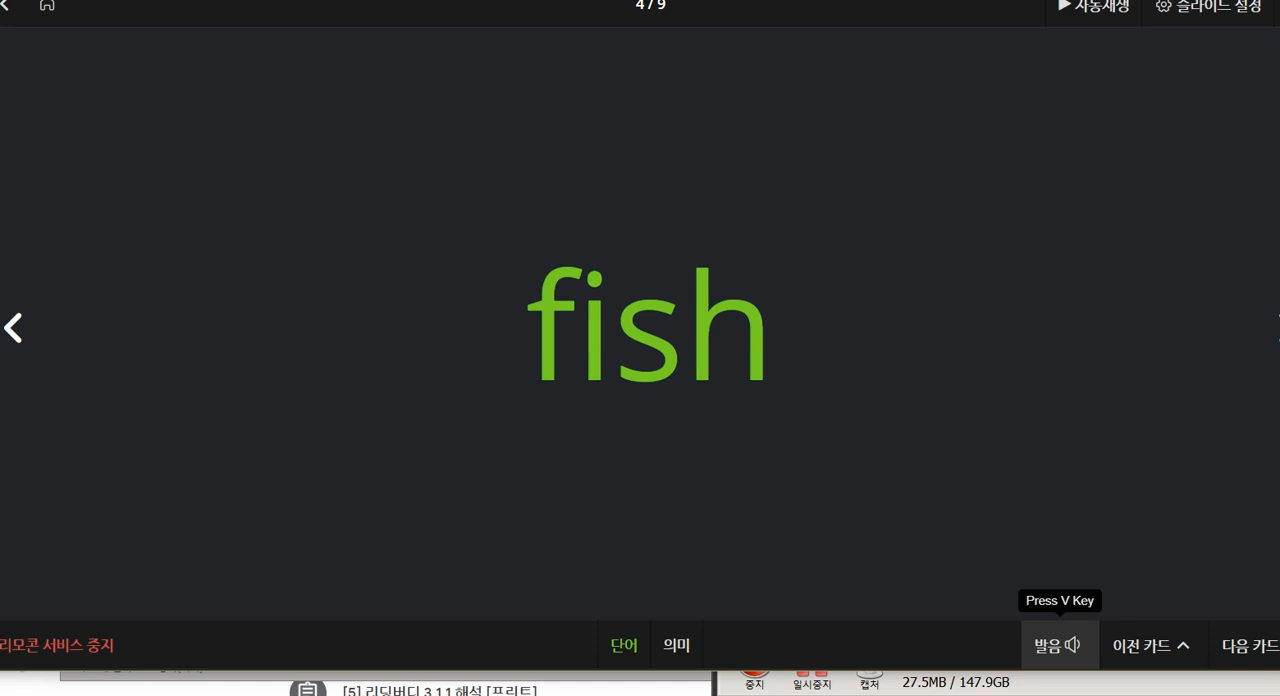 4 / 9
▶ 자동재생
슬라이드 설정
fish
Press V Key
리모콘 서비스 중지
단어
의미
발음
이전 카드
다음 카드
[5] 리딩버디 3.1 1 해설 [프린트]
중지
일시중지
캡처
27.5MB / 147.9GB